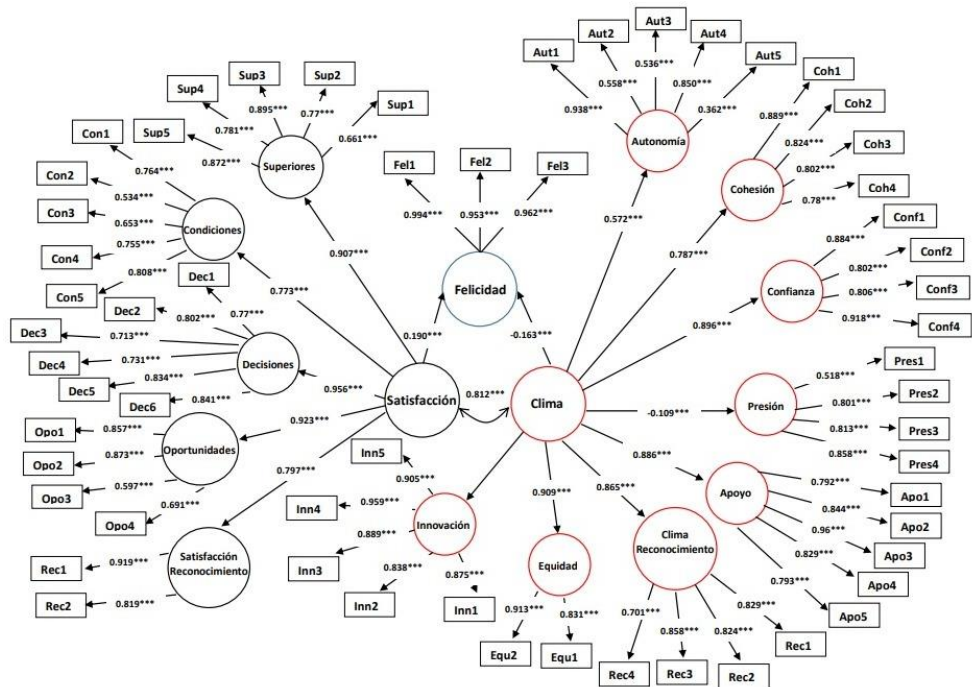 Aut3
Aut2
Aut4
Aut1
Aut5
0.536***
0.558***
0.850***
0.938***
0.362***
Autonomía
Sup3
Sup2
Sup4
Sup1
Sup5
0.895***
0.77***
0.781***
0.661***
0.872***
Superiores
Coh1
Coh2
Coh3
Coh4
0.889***
0.824***
0.802***
0.78***
Cohesión
Con1
Con2
Con3
Con4
Con5
0.764***
0.534***
0.653***
0.755***
0.808***
Condiciones
Fel1
Fel2
Fel3
0.994***
0.953***
0.962***
Felicidad
Conf1
Conf2
Conf3
Conf4
0.884***
0.802***
0.806***
0.918***
Confianza
0.907***
0.572***
0.787***
0.773***
0.896***
0.190***
-0.163***
Dec1
Dec2
Dec3
Dec4
Dec5
Dec6
0.77***
0.802***
0.713***
0.731***
0.834***
0.841***
Decisiones
0.956***
Satisfacción
0.812***
Clima
-0.109***
Presión
Pres1
Pres2
Pres3
Pres4
0.518***
0.801***
0.813***
0.858***
0.923***
Opo1
Opo2
Opo3
Opo4
0.857***
0.873***
0.597***
0.691***
Oportunidades
0.797***
0.886***
0.909***
0.865***
Inn5
Inn4
Inn3
Inn2
Inn1
0.905***
0.959***
0.889***
0.838***
0.875***
Innovación
Apoyo
0.792***
0.844***
0.96***
0.829***
0.793***
Apo1
Apo2
Apo3
Apo4
Apo5
Satisfacción
Reconocimiento
Rec1
Rec2
0.919***
0.819***
Equidad
0.913***
0.831***
Equ2
Equ1
Clima
Reconocimiento
0.701***
0.858***
0.824***
0.829***
Rec4
Rec3
Rec2
Rec1